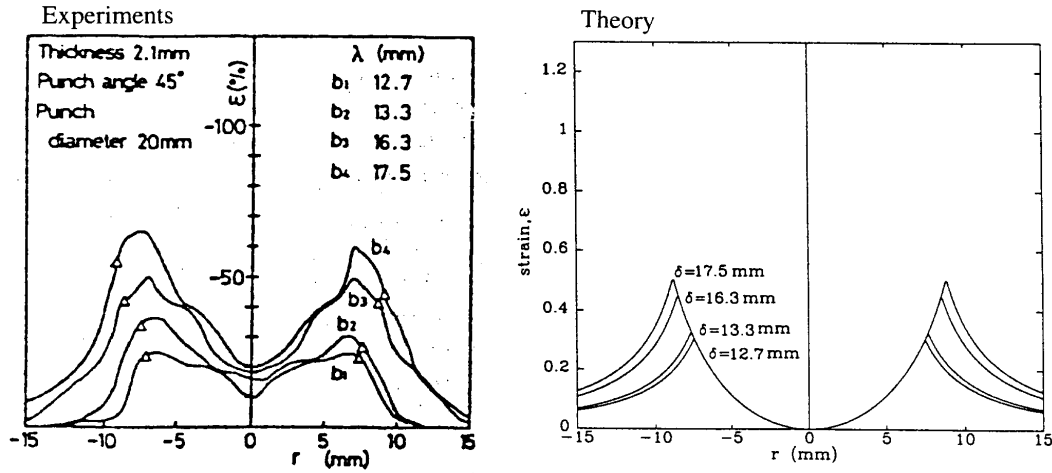 Experiments
Thickness 2.1mm
Punch angle 45°
Punch
diameter 20mm
ε(%)
-100
-50
λ (mm)
b₁ 12.7
b₂ 13.3
b₃ 16.3
b₄ 17.5
b₄
b₃
b₂
b₁
-15 -10 -5 0 5 10 15
r (mm)
Theory
1.2
1
0.8
0.6
0.4
0.2
0
strain, ε
δ=17.5 mm
δ=16.3 mm
δ=13.3 mm
δ=12.7 mm
-15 -10 -5 0 5 10 15
r (mm)